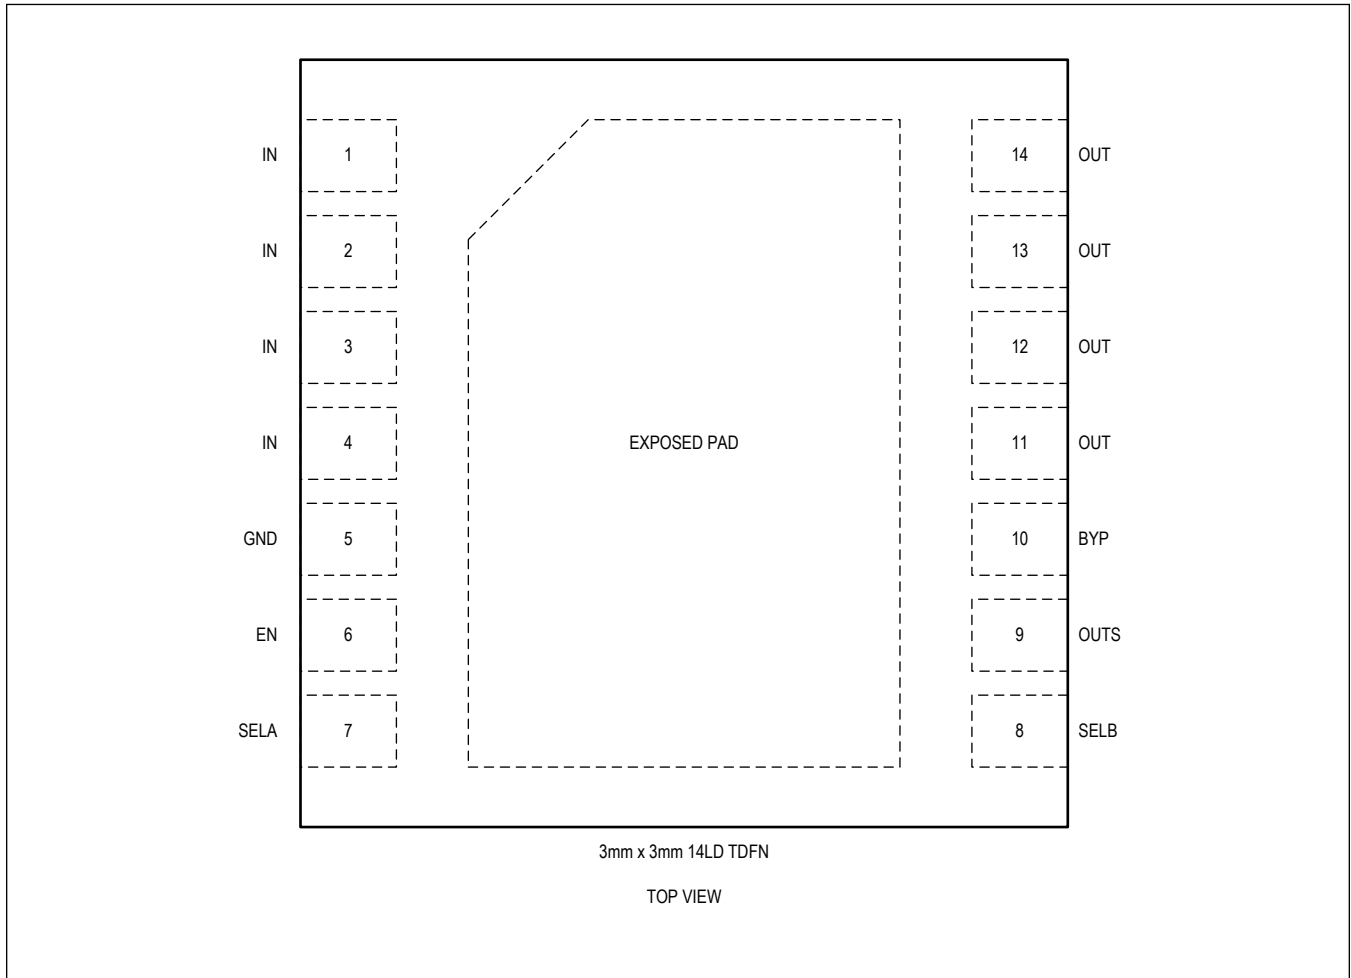 IN 1 14 OUT
IN 2 13 OUT
IN 3 12 OUT
IN 4 EXPOSED PAD 11 OUT
GND 5 10 BYP
EN 6 9 OUTS
SELA 7 8 SELB
3mm x 3mm 14LD TDFN
TOP VIEW